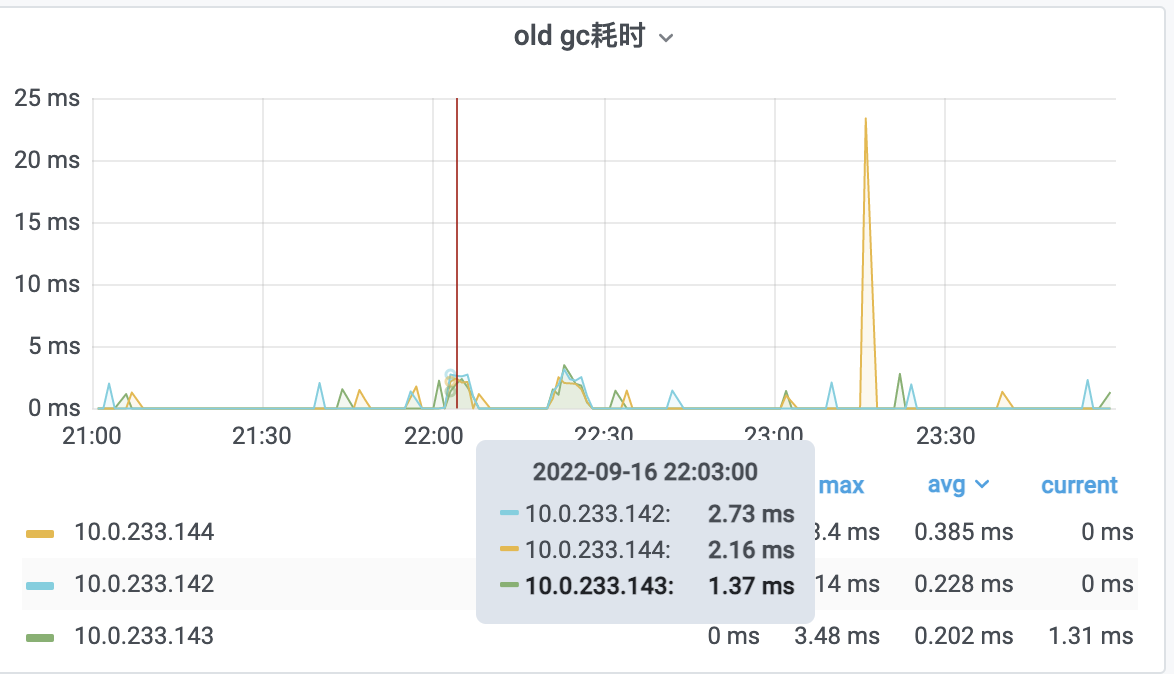 old gc耗时
25 ms
20 ms
15 ms
10 ms
5 ms
0 ms
21:00 21:30 22:00 22:30 23:00 23:30
2022-09-16 22:03:00
10.0.233.142: 2.73 ms
10.0.233.144: 2.16 ms
10.0.233.143: 1.37 ms
max avg current
10.0.233.144 3.4 ms 0.385 ms 0 ms
10.0.233.142 14 ms 0.228 ms 0 ms
10.0.233.143 0 ms 3.48 ms 0.202 ms 1.31 ms